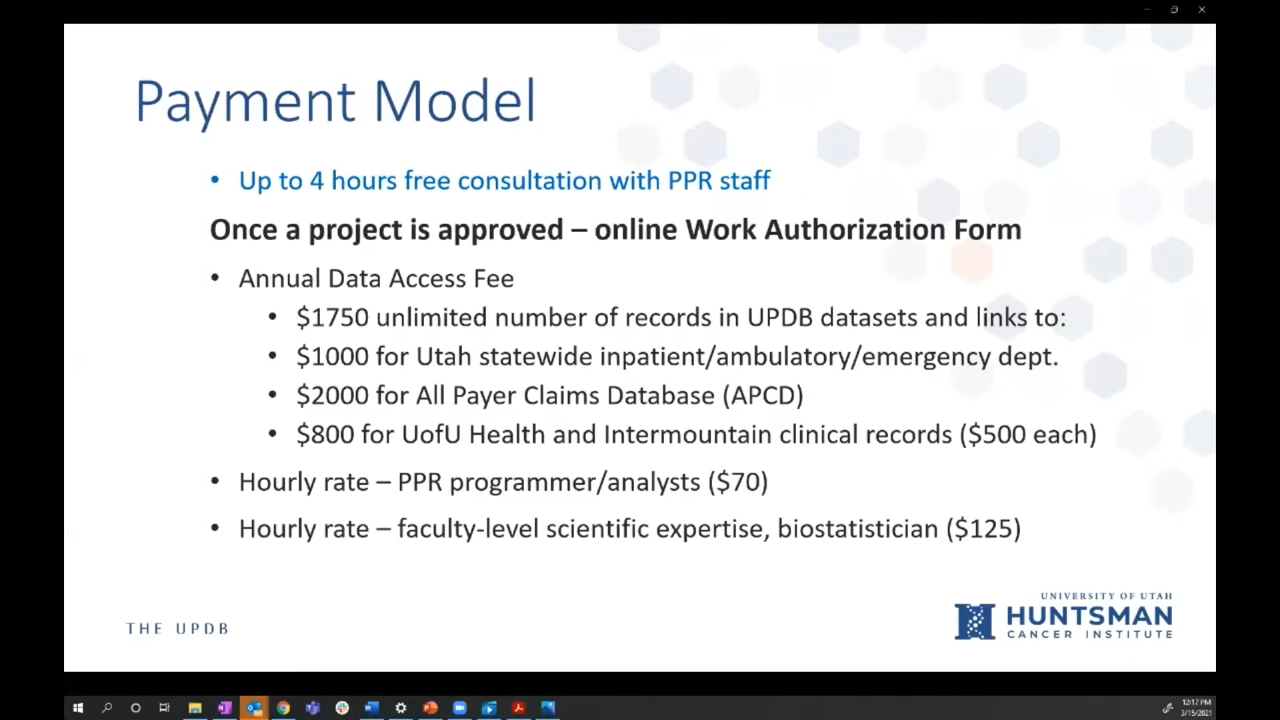 Payment Model
• Up to 4 hours free consultation with PPR staff
Once a project is approved – online Work Authorization Form
• Annual Data Access Fee
• $1750 unlimited number of records in UPDB datasets and links to:
• $1000 for Utah statewide inpatient/ambulatory/emergency dept.
• $2000 for All Payer Claims Database (APCD)
• $800 for UofU Health and Intermountain clinical records ($500 each)
• Hourly rate – PPR programmer/analysts ($70)
• Hourly rate – faculty-level scientific expertise, biostatistician ($125)
THE UPDB
UNIVERSITY OF UTAH
HUNTSMAN
CANCER INSTITUTE
12:17 PM
3/15/2021